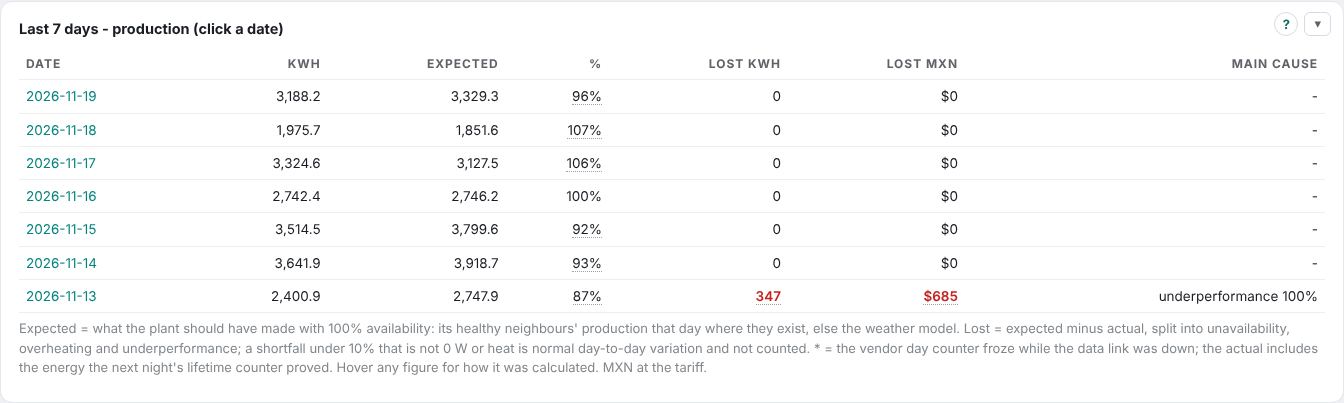 Last 7 days - production (click a date)
? ▼
DATE KWH EXPECTED % LOST KWH LOST MXN MAIN CAUSE
2026-11-19 3,188.2 3,329.3 96% 0 $0 -
2026-11-18 1,975.7 1,851.6 107% 0 $0 -
2026-11-17 3,324.6 3,127.5 106% 0 $0 -
2026-11-16 2,742.4 2,746.2 100% 0 $0 -
2026-11-15 3,514.5 3,799.6 92% 0 $0 -
2026-11-14 3,641.9 3,918.7 93% 0 $0 -
2026-11-13 2,400.9 2,747.9 87% 347 $685 underperformance 100%
Expected = what the plant should have made with 100% availability: its healthy neighbours' production that day where they exist, else the weather model. Lost = expected minus actual, split into unavailability,
overheating and underperformance; a shortfall under 10% that is not 0 W or heat is normal day-to-day variation and not counted. * = the vendor day counter froze while the data link was down; the actual includes
the energy the next night's lifetime counter proved. Hover any figure for how it was calculated. MXN at the tariff.